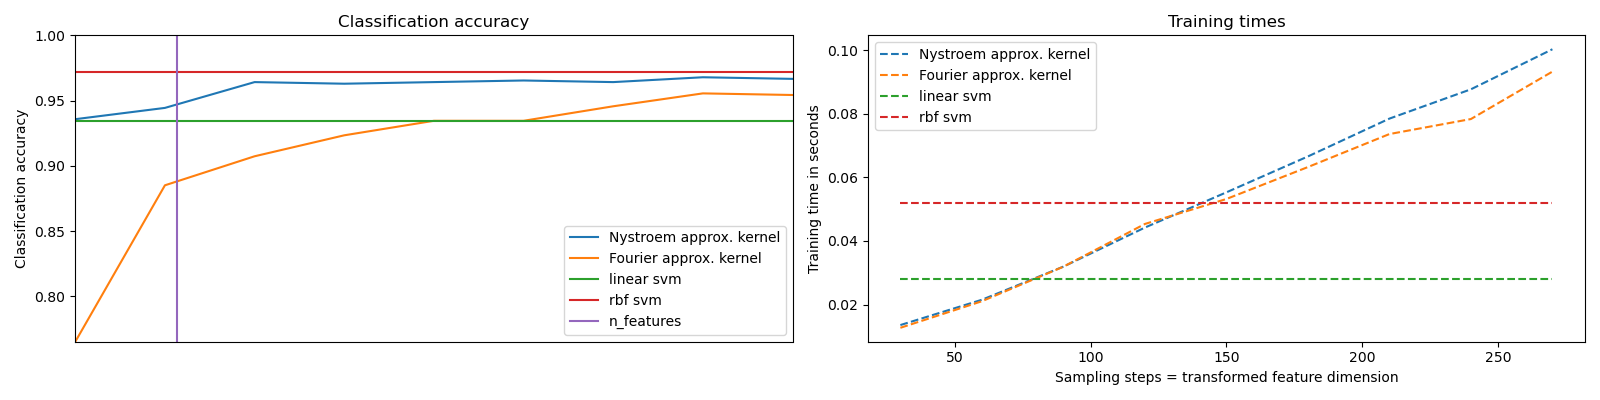 Classification accuracy
1.00
0.95
0.90
0.85
0.80
Classification accuracy
Nystroem approx. kernel
Fourier approx. kernel
linear svm
rbf svm
n_features
Training times
0.10
0.08
0.06
0.04
0.02
Training time in seconds
Nystroem approx. kernel
Fourier approx. kernel
linear svm
rbf svm
50
100
150
200
250
Sampling steps = transformed feature dimension